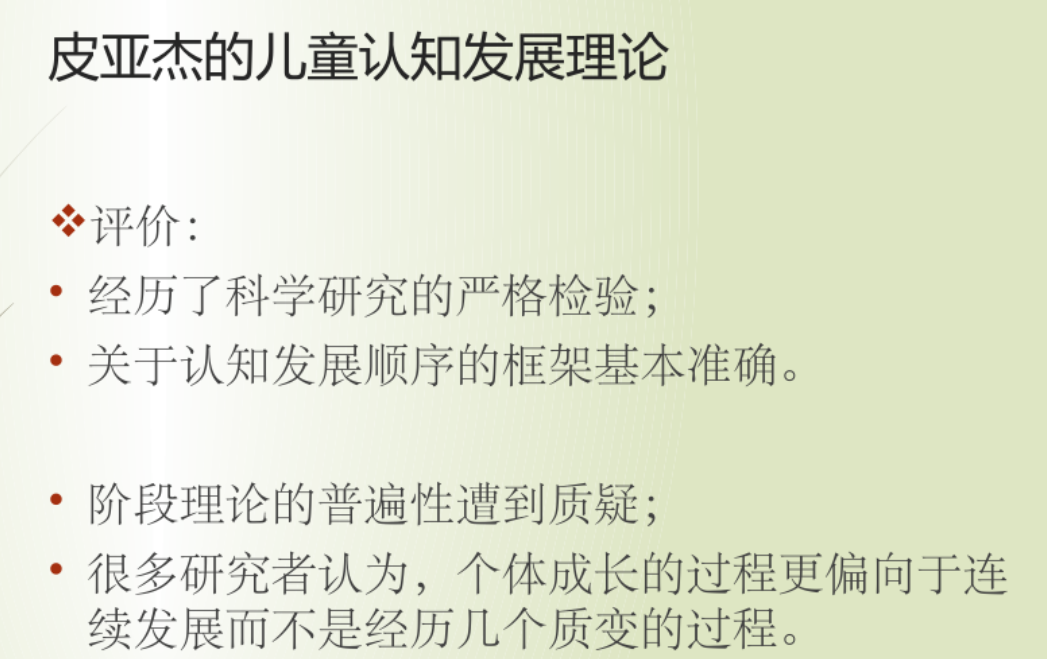 皮亚杰的儿童认知发展理论
评价：
经历了科学研究的严格检验；
关于认知发展顺序的框架基本准确。
阶段理论的普遍性遭到质疑；
很多研究者认为，个体成长的过程更偏向于连
续发展而不是经历几个质变的过程。